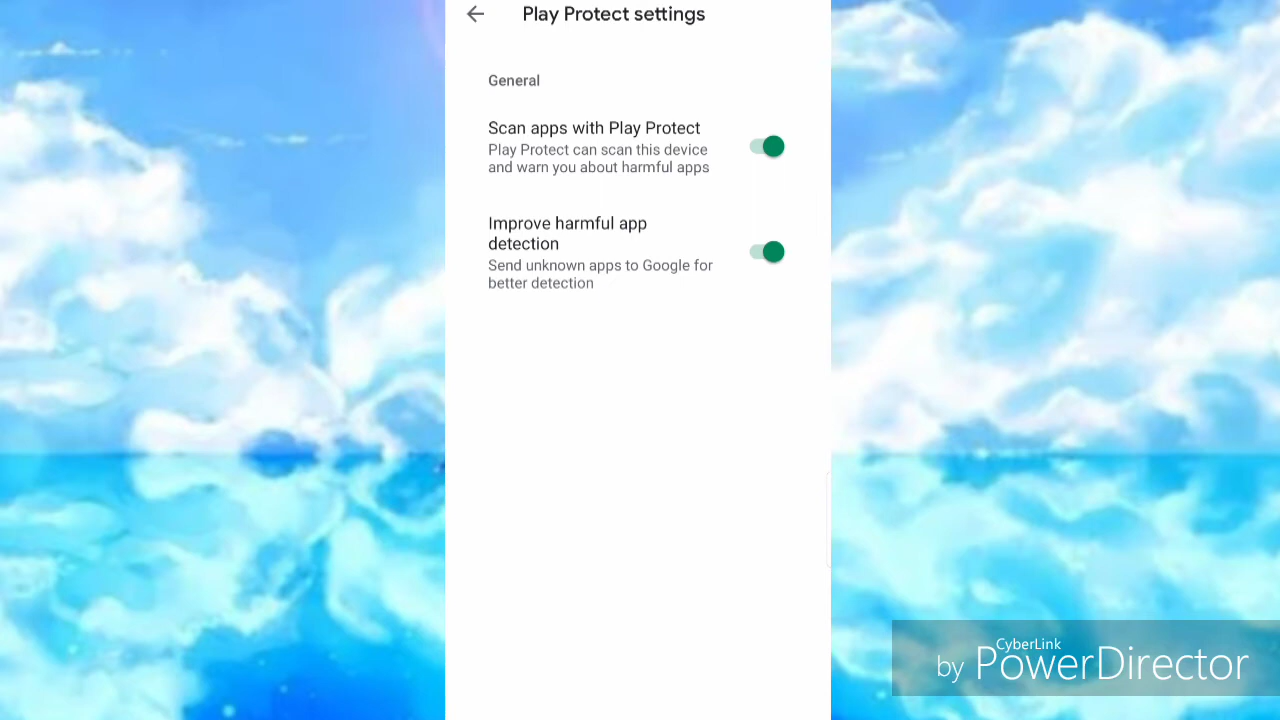 Play Protect settings
General
Scan apps with Play Protect
Play Protect can scan this device
and warn you about harmful apps
Improve harmful app
detection
Send unknown apps to Google for
better detection
CyberLink
by PowerDirector